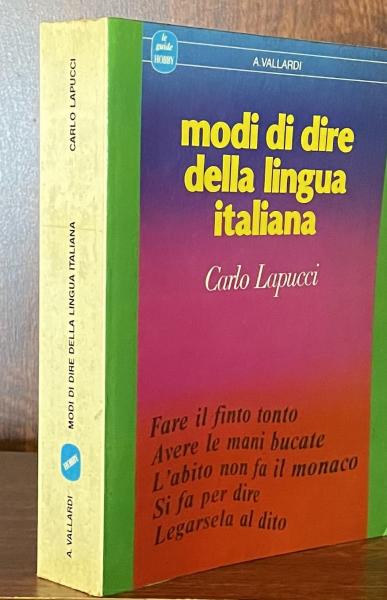 le guide
HOBBY
A.VALLARDI
modi di dire
della lingua
italiana
Carlo Lapucci
Fare il finto tonto
Avere le mani bucate
L'abito non fa il monaco
Si fa per dire
Legarsela al dito
A. VALLARDI
HOBBY
MODI DI DIRE DELLA LINGUA ITALIANA
CARLO LAPUCCI